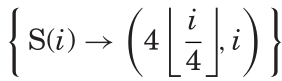 { S(i) → ( 4 ⌊ i/4 ⌋, i ) }